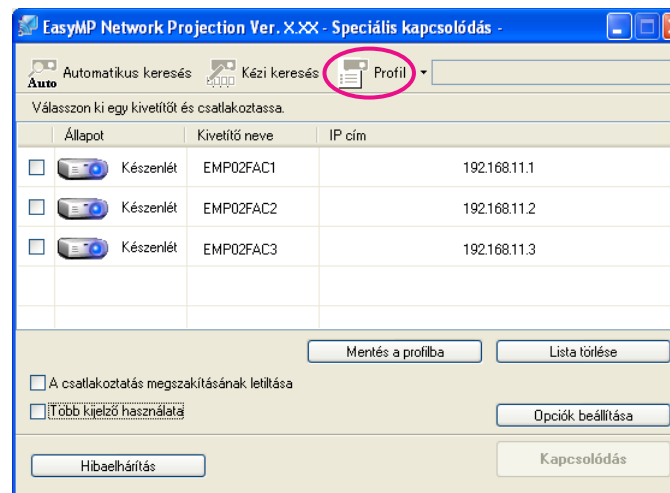 EasyMP Network Projection Ver. X.XX - Speciális kapcsolódás -
Auto Automatikus keresés Kézi keresés Profil
Válasszon ki egy kivetítőt és csatlakoztassa.
Állapot Kivetítő neve IP cím
Készenlét EMP02FAC1 192.168.11.1
Készenlét EMP02FAC2 192.168.11.2
Készenlét EMP02FAC3 192.168.11.3
Mentés a profilba Lista törlése
A csatlakoztatás megszakításának letiltása
Több kijelző használata
Opciók beállítása
Hibaelhárítás Kapcsolódás